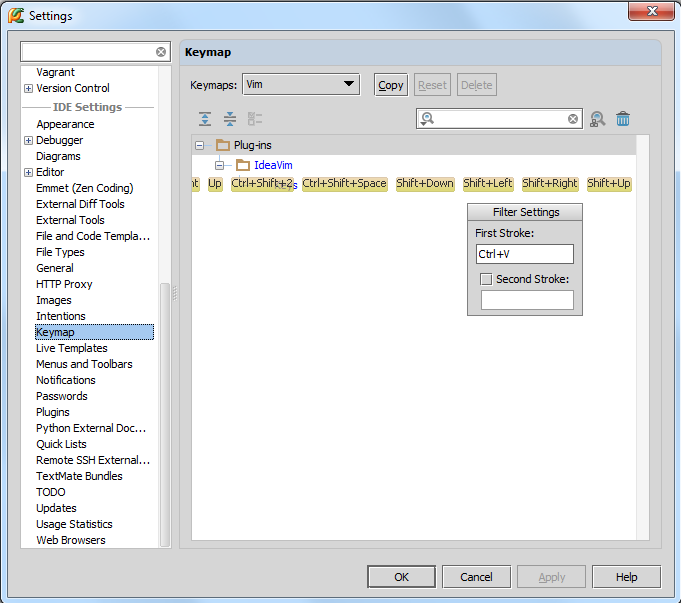 Settings
Vagrant
Version Control
IDE Settings
Appearance
Debugger
Diagrams
Editor
Emmet (Zen Coding)
External Diff Tools
External Tools
File and Code Templa...
File Types
General
HTTP Proxy
Images
Intentions
Keymap
Live Templates
Menus and Toolbars
Notifications
Passwords
Plugins
Python External Doc...
Quick Lists
Remote SSH External...
TextMate Bundles
TODO
Updates
Usage Statistics
Web Browsers
Keymap
Keymaps: Vim Copy Reset Delete
Plug-ins
IdeaVim
Up Ctrl+Shift+2 Ctrl+Shift+Space Shift+Down Shift+Left Shift+Right Shift+Up
Filter Settings
First Stroke:
Ctrl+V
Second Stroke:
OK Cancel Apply Help